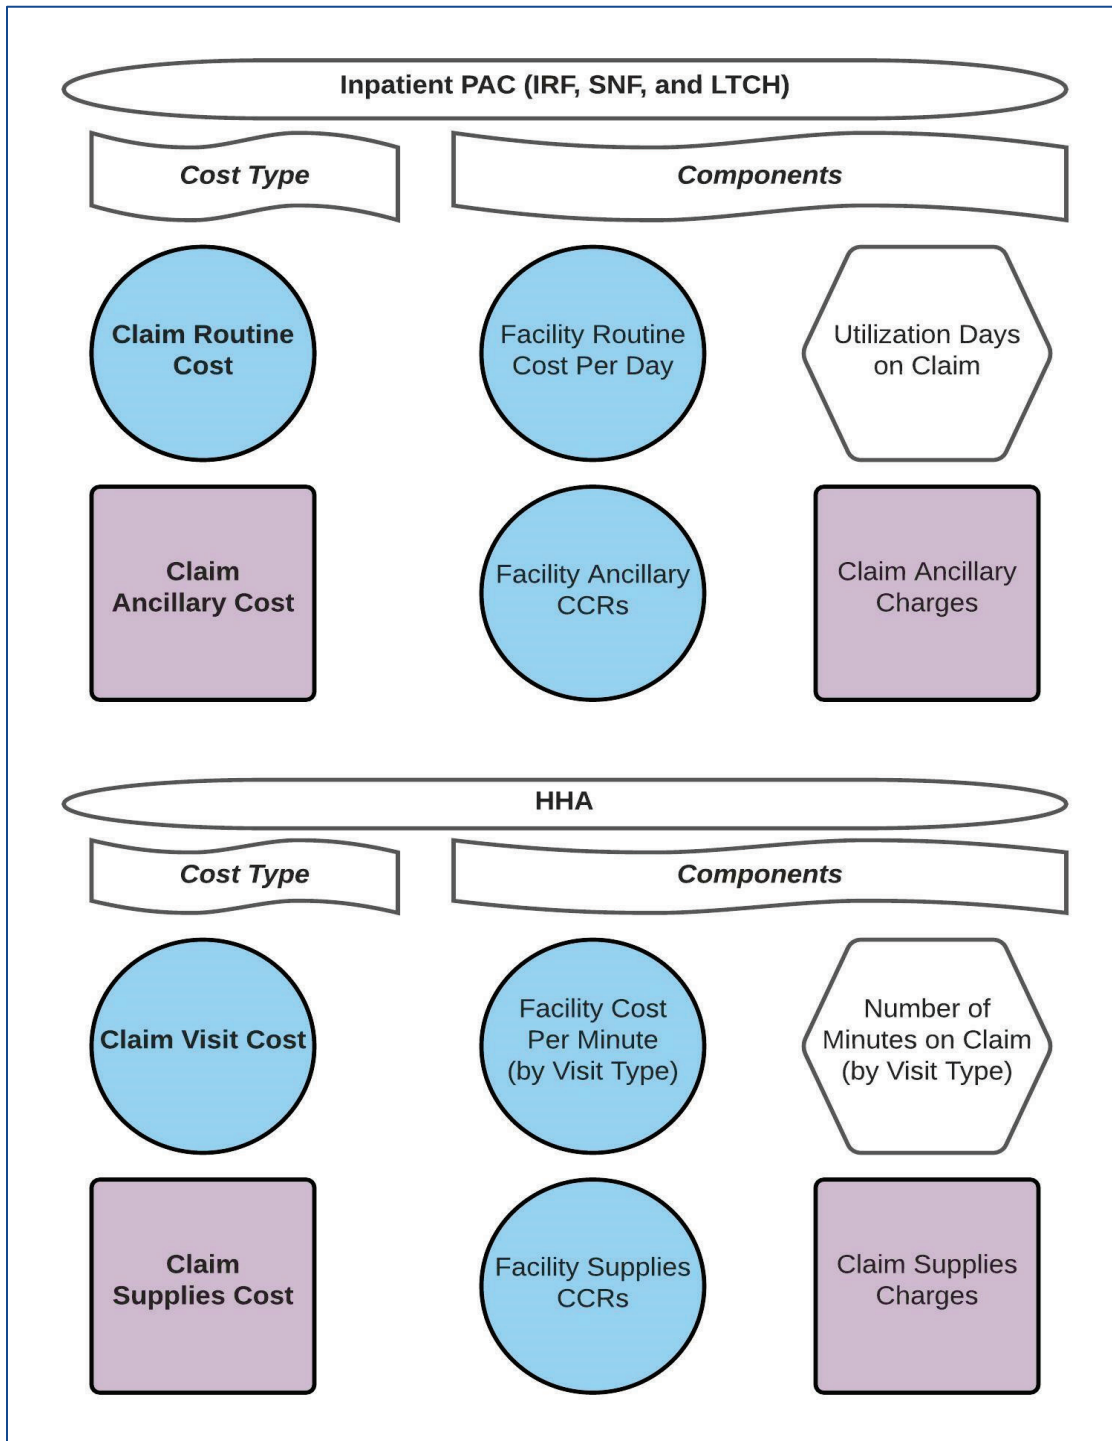 Inpatient PAC (IRF, SNF, and LTCH)
Cost Type
Components
Claim Routine
Cost
Facility Routine
Cost Per Day
Utilization Days
on Claim
Claim
Ancillary Cost
Facility Ancillary
CCRs
Claim Ancillary
Charges
HHA
Cost Type
Components
Claim Visit Cost
Facility Cost
Per Minute
(by Visit Type)
Number of
Minutes on Claim
(by Visit Type)
Claim
Supplies Cost
Facility Supplies
CCRs
Claim Supplies
Charges